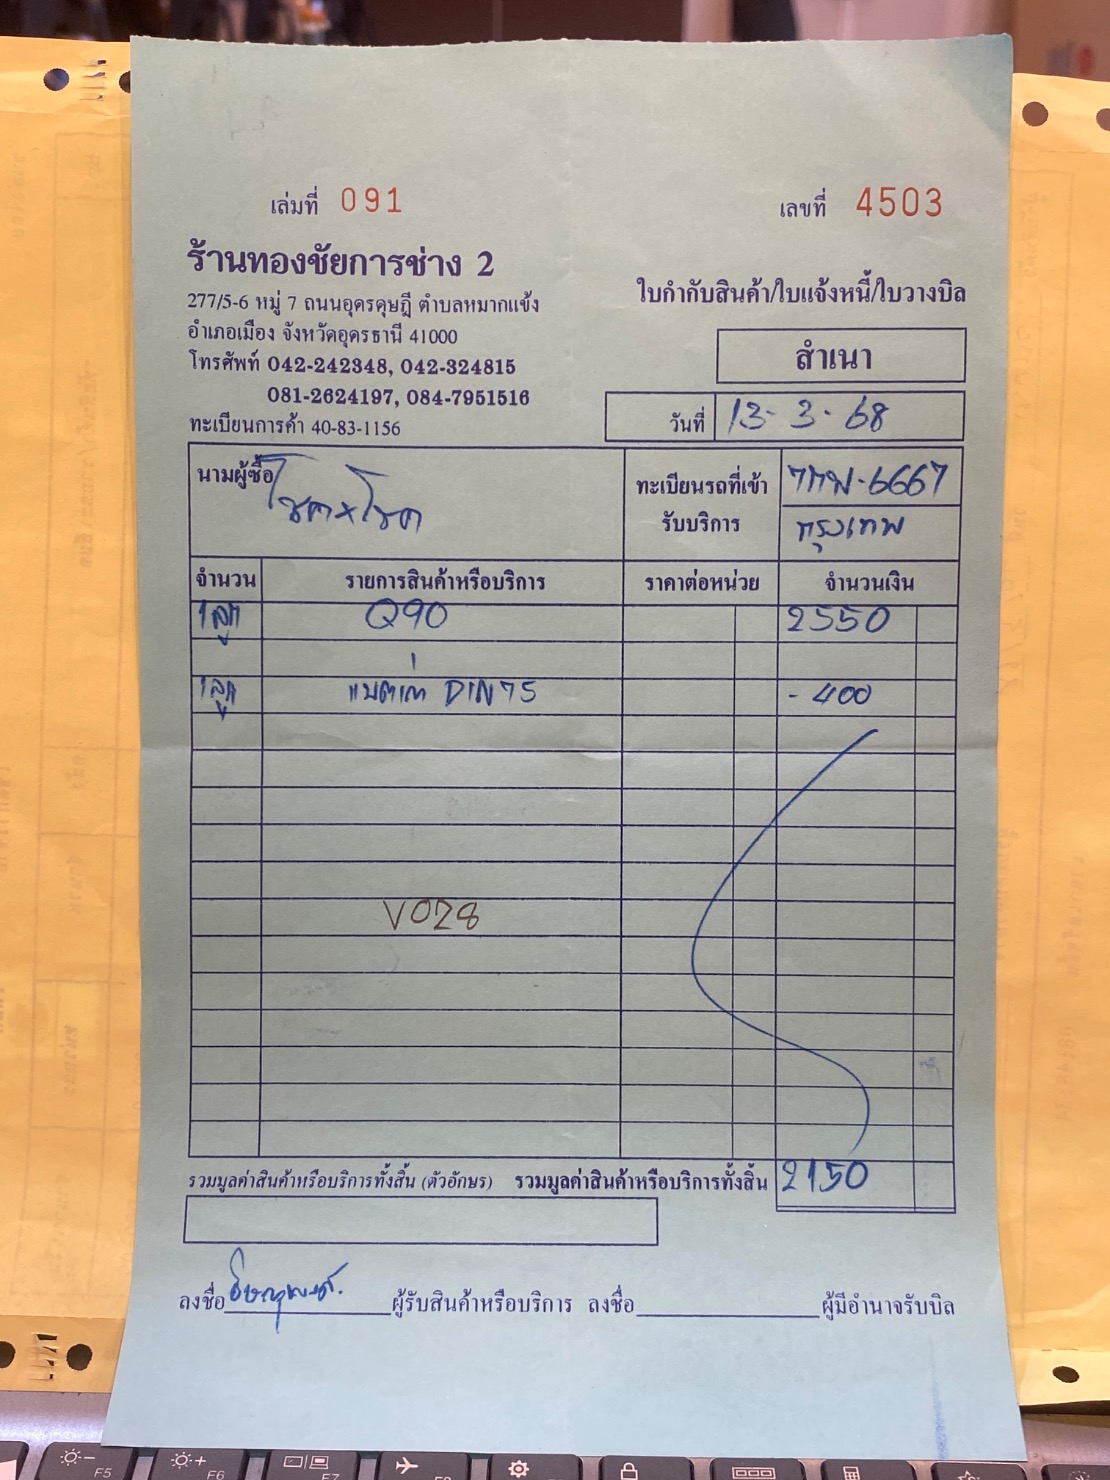 เล่มที่ 091
เลขที่ 4503
ร้านทองชัยการช่าง 2
277/5-6 หมู่ 7 ถนนอุดรดุษฎี ตำบลหมากแข้ง
อำเภอเมือง จังหวัดอุดรธานี 41000
โทรศัพท์ 042-242348, 042-324815
081-2624197, 084-7951516
ทะเบียนการค้า 40-83-1156
ใบกำกับสินค้า/ใบแจ้งหนี้/ใบวางบิล
สำเนา
วันที่ 13-3-68
นามผู้ซื้อ โชค×โชค
ทะเบียนรถที่เข้า
รับบริการ
7กพ-6667
กรุงเทพ
จำนวน รายการสินค้าหรือบริการ ราคาต่อหน่วย จำนวนเงิน
1ลูก Q90 2550
1ลูก แบตเก่า DIN75 -400
V028
รวมมูลค่าสินค้าหรือบริการทั้งสิ้น (ตัวอักษร) รวมมูลค่าสินค้าหรือบริการทั้งสิ้น 2150
ลงชื่อ ผู้รับสินค้าหรือบริการ ลงชื่อ ผู้มีอำนาจรับบิล
F5
F6
F7